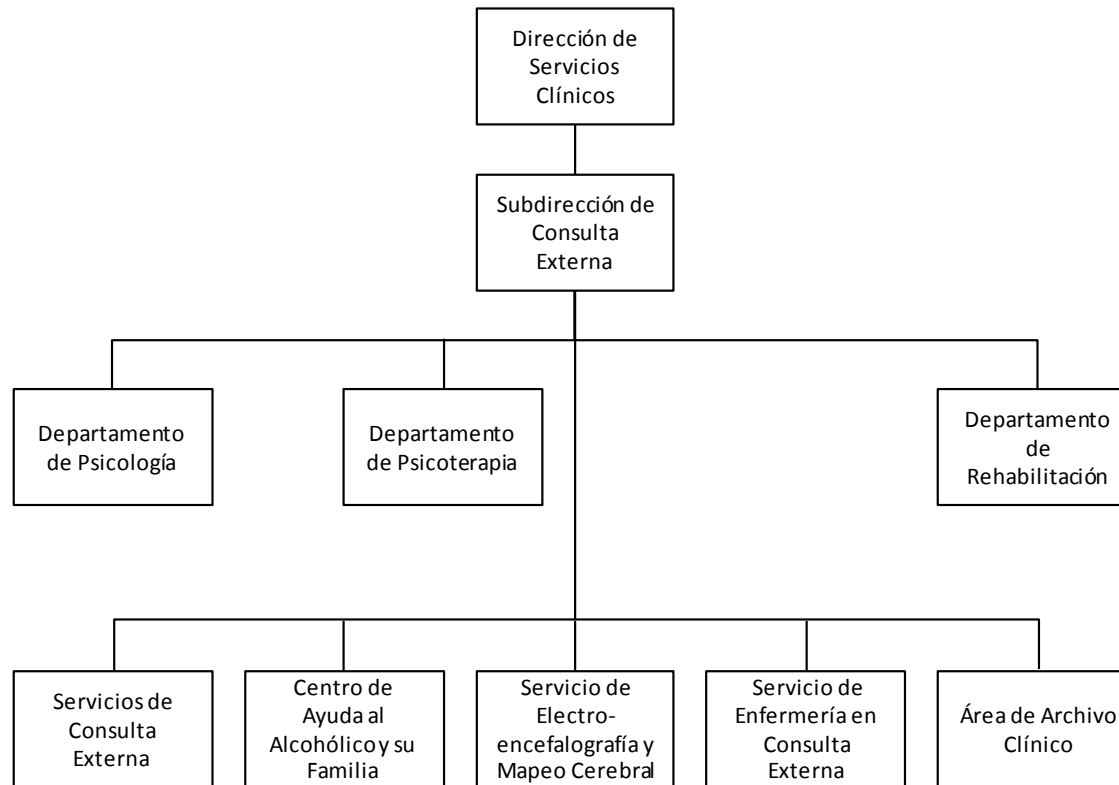 Dirección de
Servicios
Clínicos
Subdirección de
Consulta
Externa
Departamento
de Psicología
Departamento
de Psicoterapia
Departamento
de
Rehabilitación
Servicios de
Consulta
Externa
Centro de
Ayuda al
Alcohólico y su
Familia
Servicio de
Electro-
encefalografía y
Mapeo Cerebral
Servicio de
Enfermería en
Consulta
Externa
Área de Archivo
Clínico